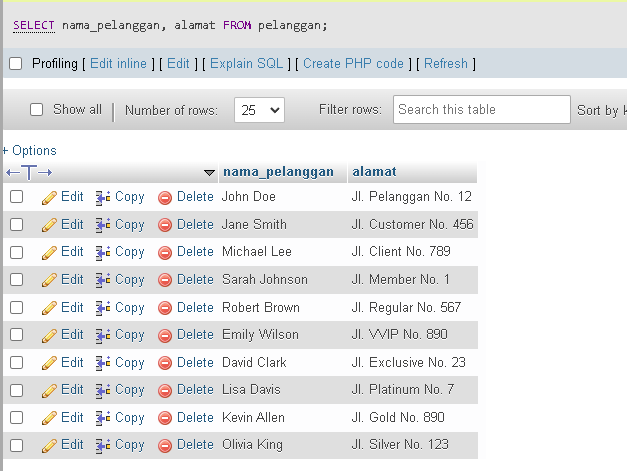 SELECT nama_pelanggan, alamat FROM pelanggan;
Profiling [ Edit inline ] [ Edit ] [ Explain SQL ] [ Create PHP code ] [ Refresh ]
Show all | Number of rows: 25 Filter rows: Search this table Sort by
+ Options
nama_pelanggan alamat
Edit Copy Delete John Doe Jl. Pelanggan No. 12
Edit Copy Delete Jane Smith Jl. Customer No. 456
Edit Copy Delete Michael Lee Jl. Client No. 789
Edit Copy Delete Sarah Johnson Jl. Member No. 1
Edit Copy Delete Robert Brown Jl. Regular No. 567
Edit Copy Delete Emily Wilson Jl. VVIP No. 890
Edit Copy Delete David Clark Jl. Exclusive No. 23
Edit Copy Delete Lisa Davis Jl. Platinum No. 7
Edit Copy Delete Kevin Allen Jl. Gold No. 890
Edit Copy Delete Olivia King Jl. Silver No. 123